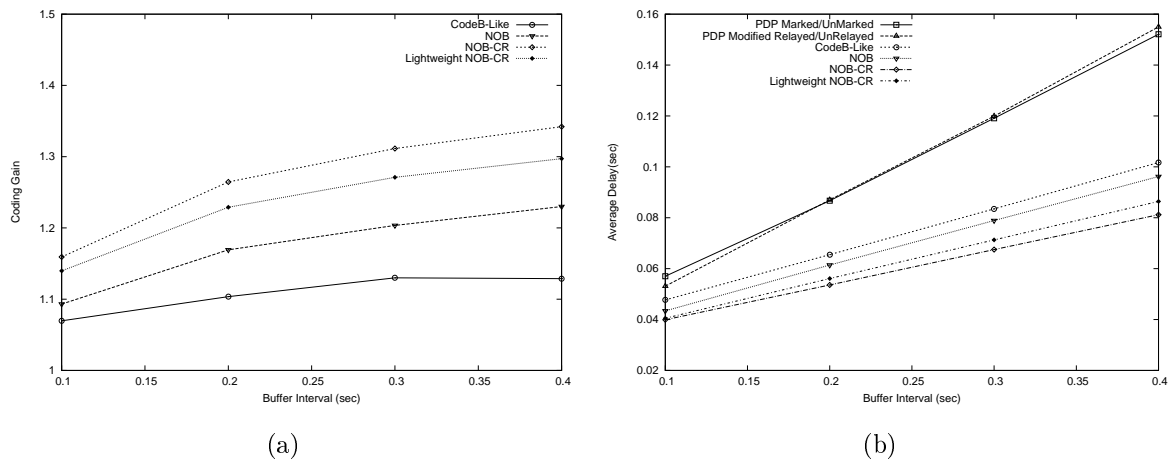 CodeB-Like
NOB
NOB-CR
Lightweight NOB-CR
1.5
1.4
1.3
1.2
1.1
1
Coding Gain
0.1
0.15
0.2
0.25
0.3
0.35
0.4
Buffer Interval (sec)
(a)
PDP Marked/UnMarked
PDP Modified Relayed/UnRelayed
CodeB-Like
NOB
NOB-CR
Lightweight NOB-CR
0.16
0.14
0.12
0.1
0.08
0.06
0.04
0.02
Average Delay(sec)
0.1
0.15
0.2
0.25
0.3
0.35
0.4
Buffer Interval (sec)
(b)